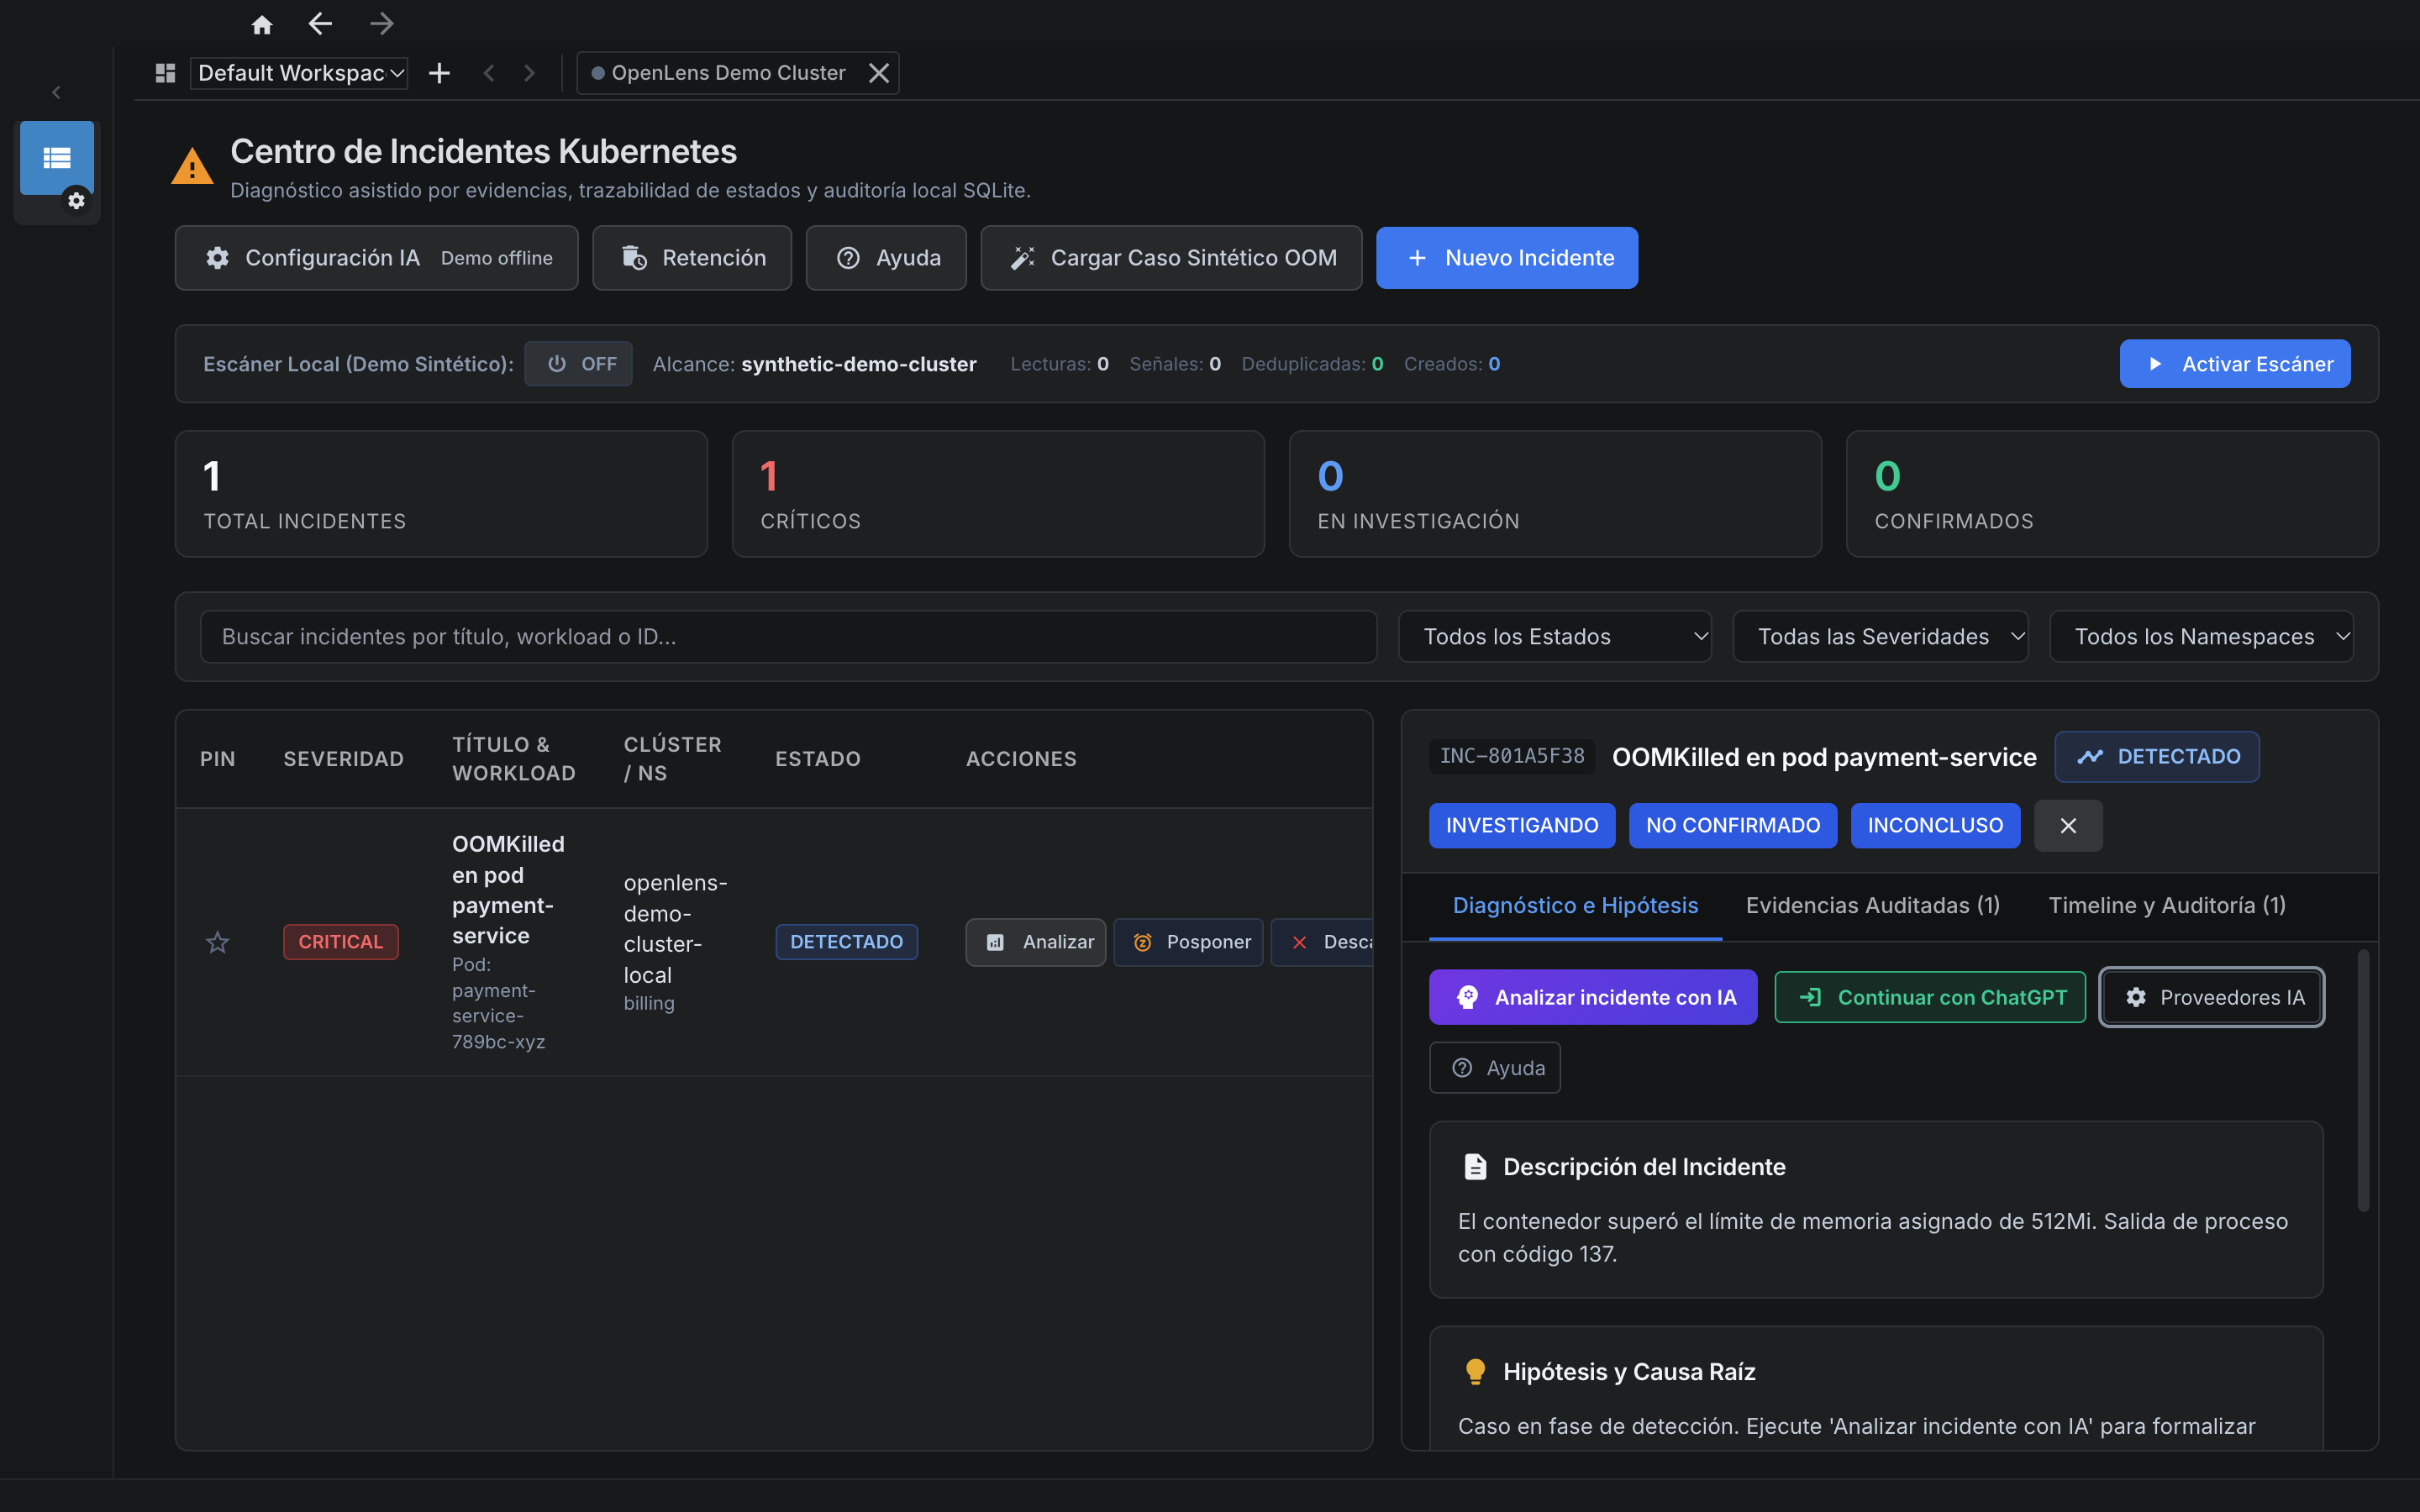 Default Workspac
OpenLens Demo Cluster
Centro de Incidentes Kubernetes
Diagnóstico asistido por evidencias, trazabilidad de estados y auditoría local SQLite.
Configuración IA Demo offline
Retención
Ayuda
Cargar Caso Sintético OOM
Nuevo Incidente
Escáner Local (Demo Sintético): OFF Alcance: synthetic-demo-cluster Lecturas: 0 Señales: 0 Deduplicadas: 0 Creados: 0
Activar Escáner
1
TOTAL INCIDENTES
1
CRÍTICOS
0
EN INVESTIGACIÓN
0
CONFIRMADOS
Buscar incidentes por título, workload o ID...
Todos los Estados
Todas las Severidades
Todos los Namespaces
PIN
SEVERIDAD
TÍTULO &
WORKLOAD
CLÚSTER
/ NS
ESTADO
ACCIONES
CRITICAL
OOMKilled
en pod
payment-
service
Pod:
payment-
service-
789bc-xyz
openlens-
demo-
cluster-
local
billing
DETECTADO
Analizar
Posponer
Desca
INC-801A5F38 OOMKilled en pod payment-service DETECTADO
INVESTIGANDO
NO CONFIRMADO
INCONCLUSO
Diagnóstico e Hipótesis
Evidencias Auditadas (1)
Timeline y Auditoría (1)
Analizar incidente con IA
Continuar con ChatGPT
Proveedores IA
Ayuda
Descripción del Incidente
El contenedor superó el límite de memoria asignado de 512Mi. Salida de proceso
con código 137.
Hipótesis y Causa Raíz
Caso en fase de detección. Ejecute 'Analizar incidente con IA' para formalizar